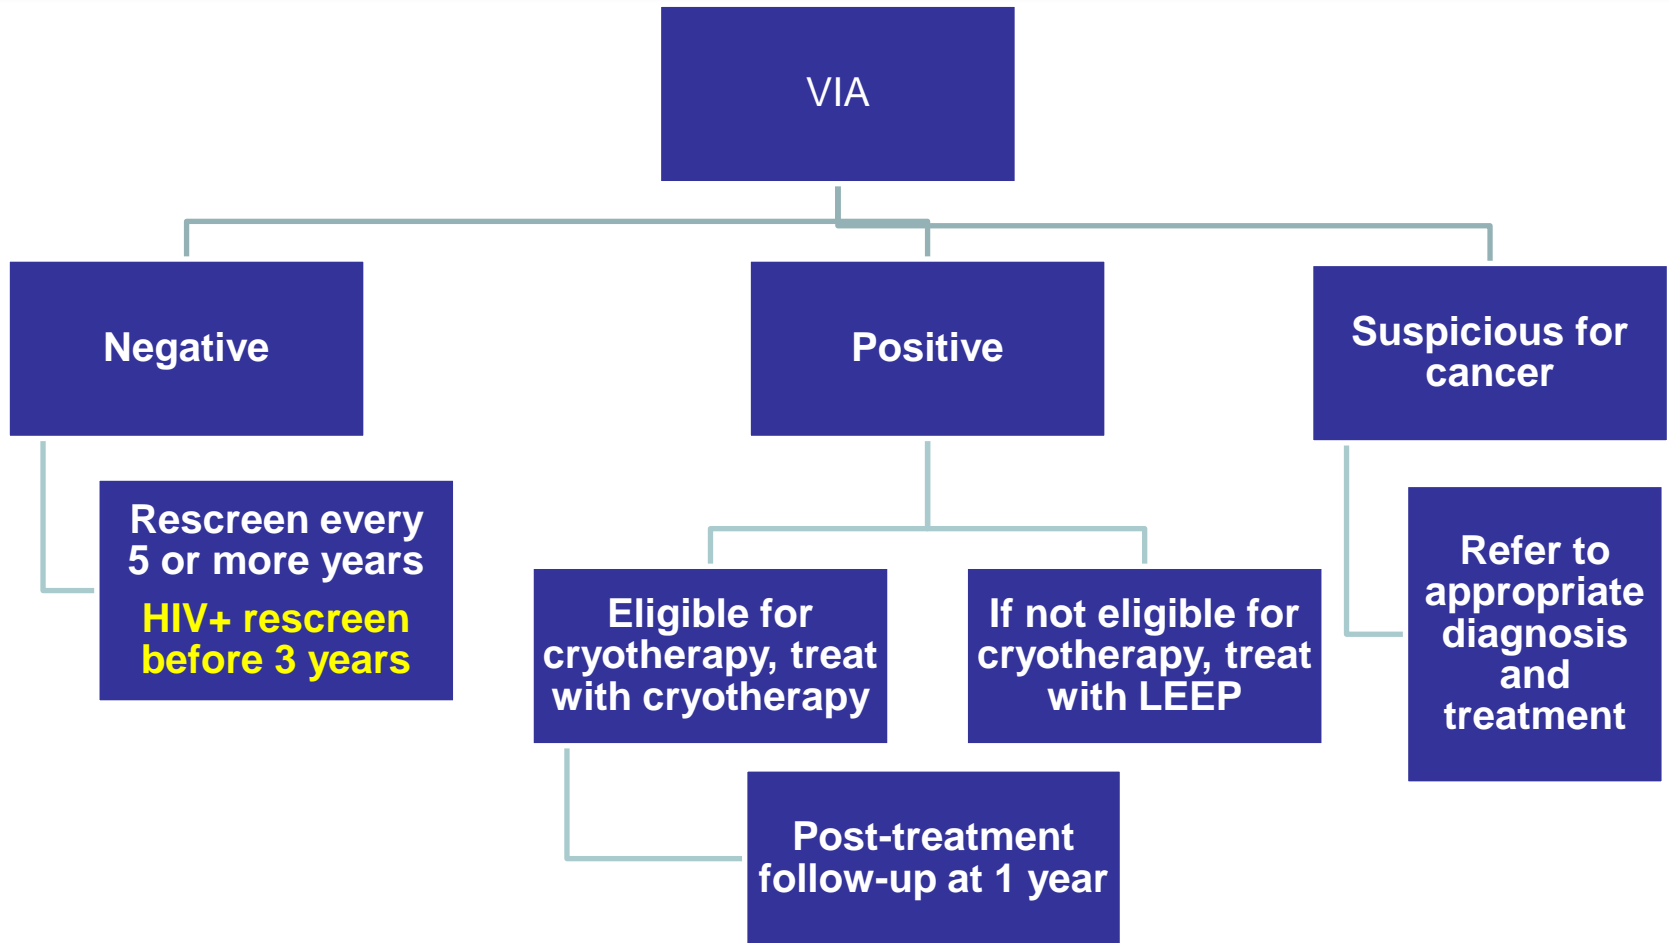 VIA
Negative
Positive
Suspicious for
cancer
Rescreen every
5 or more years
HIV+ rescreen
before 3 years
Eligible for
cryotherapy, treat
with cryotherapy
If not eligible for
cryotherapy, treat
with LEEP
Refer to
appropriate
diagnosis
and
treatment
Post-treatment
follow-up at 1 year